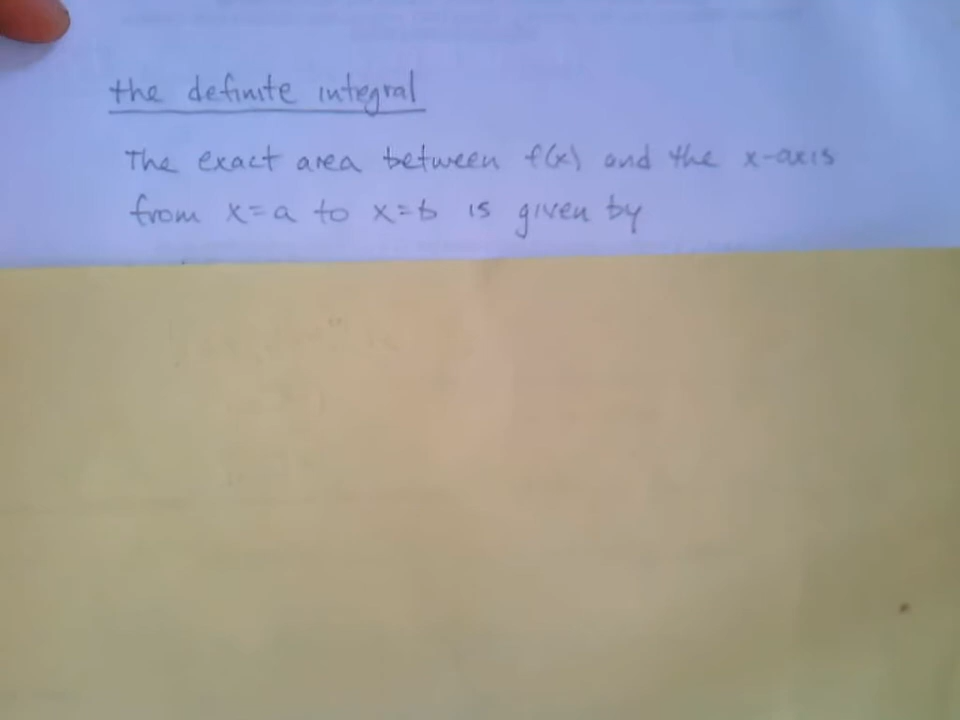 the definite integral
The exact area between f(x) and the x-axis
from x=a to x=b is given by